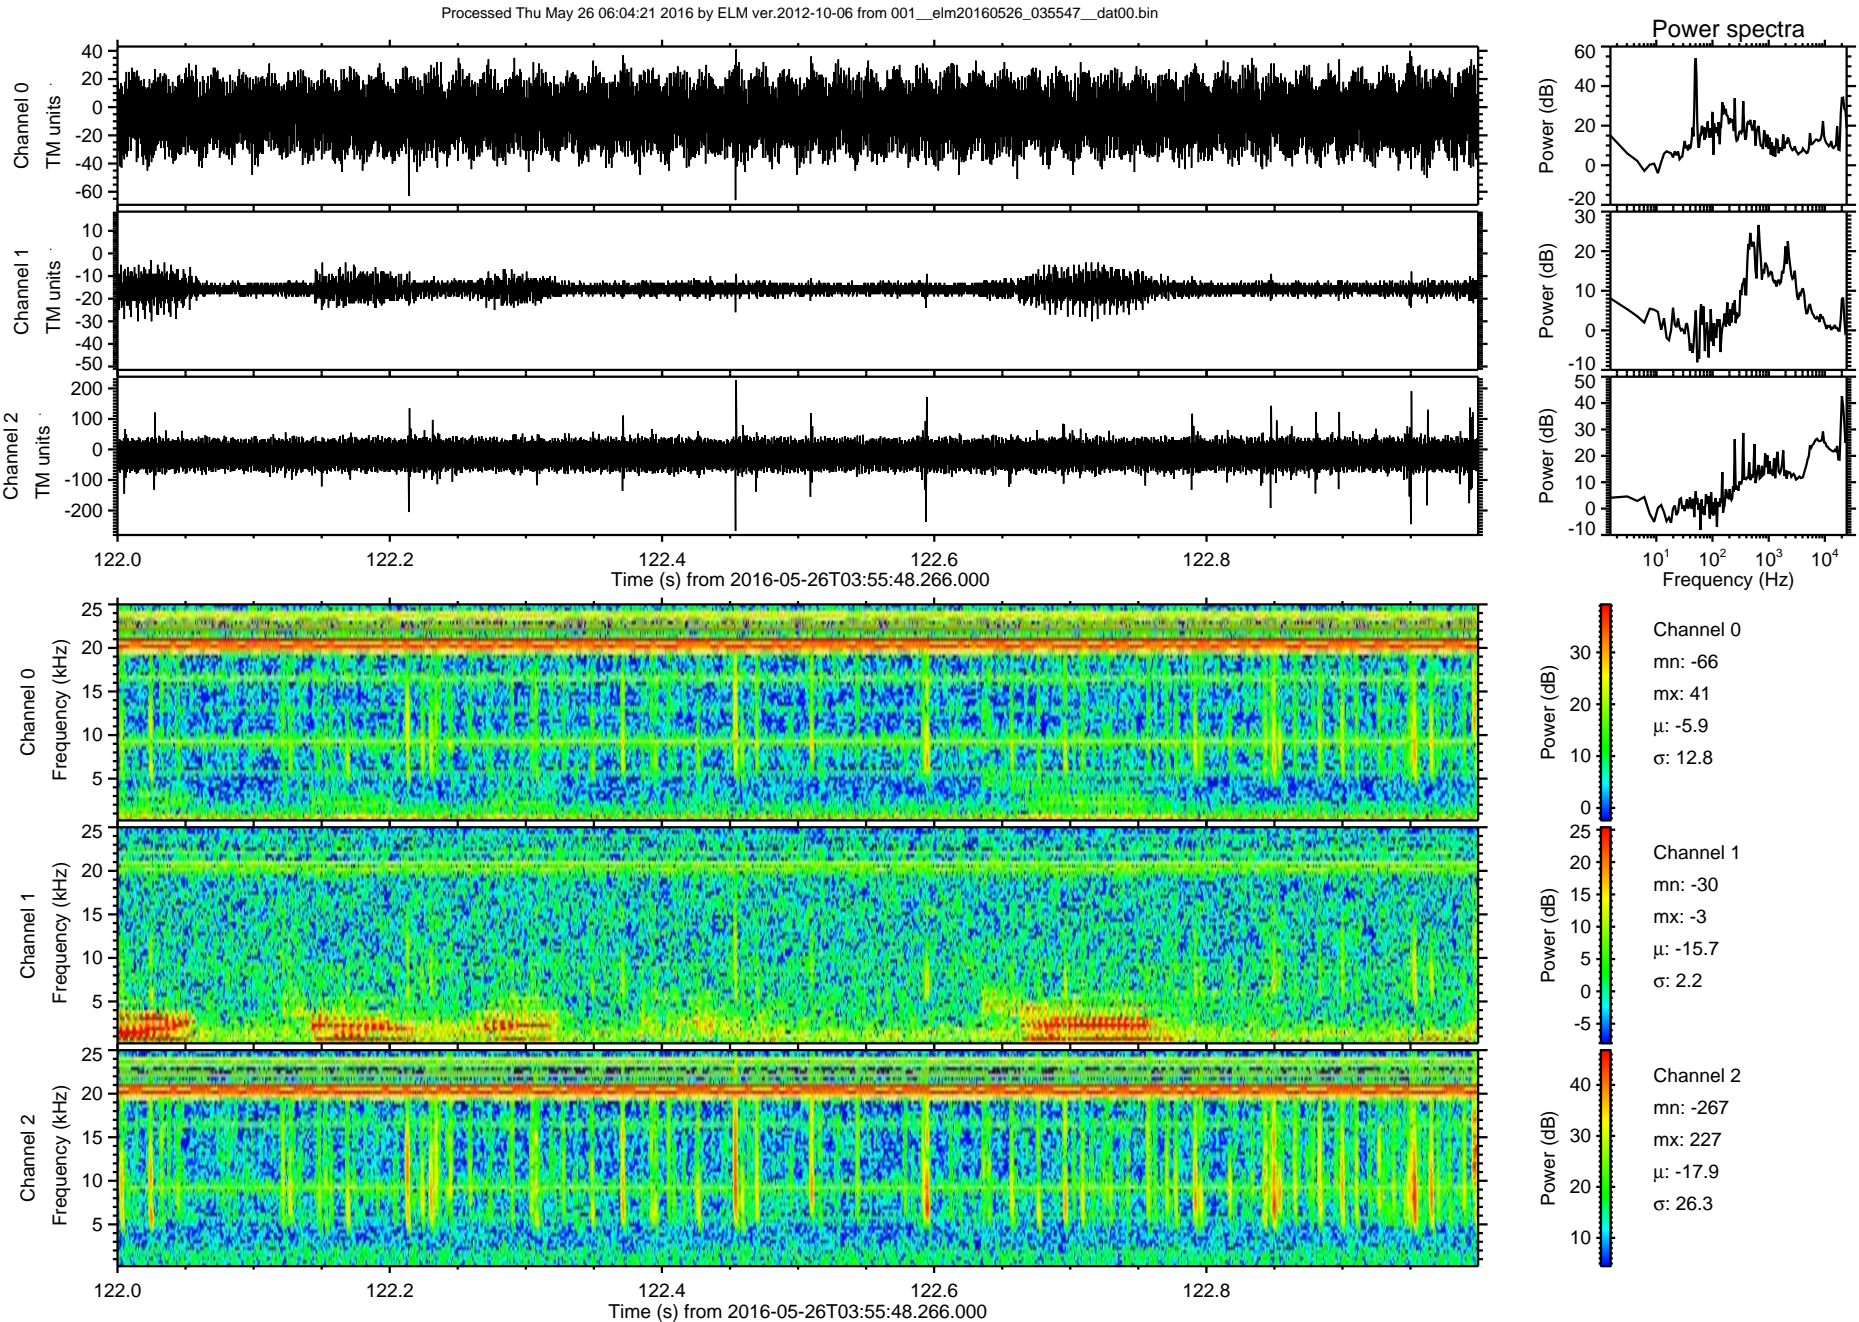 Processed Thu May 26 06:04:21 2016 by ELM ver.2012-10-06 from 001__elm20160526_035547__dat00.bin
Power spectra
Channel 0
TM units
40
20
0
-20
-40
-60
Power (dB)
60
40
20
0
-20
Channel 1
TM units
10
0
-10
-20
-30
-40
-50
Power (dB)
30
20
10
0
-10
Channel 2
TM units
200
100
0
-100
-200
Power (dB)
50
40
30
20
10
0
-10
122.0 122.2 122.4 122.6 122.8
Time (s) from 2016-05-26T03:55:48.266.000
10¹ 10² 10³ 10⁴
Frequency (Hz)
Channel 0
Frequency (kHz)
25
20
15
10
5
Power (dB)
30
20
10
0
Channel 0
mn: -66
mx: 41
μ: -5.9
σ: 12.8
Channel 1
Frequency (kHz)
25
20
15
10
5
Power (dB)
25
20
15
10
5
0
-5
Channel 1
mn: -30
mx: -3
μ: -15.7
σ: 2.2
Channel 2
Frequency (kHz)
25
20
15
10
5
Power (dB)
40
30
20
10
Channel 2
mn: -267
mx: 227
μ: -17.9
σ: 26.3
122.0 122.2 122.4 122.6 122.8
Time (s) from 2016-05-26T03:55:48.266.000